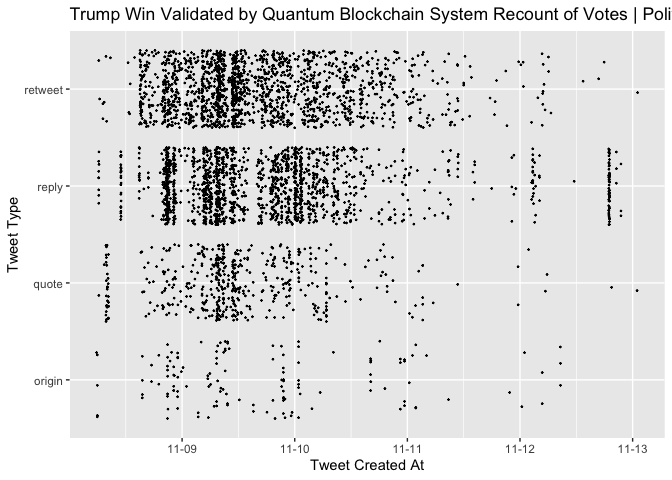 Trump Win Validated by Quantum Blockchain System Recount of Votes | Poli
retweet
reply
quote
origin
Tweet Type
11-09
11-10
11-11
11-12
11-13
Tweet Created At